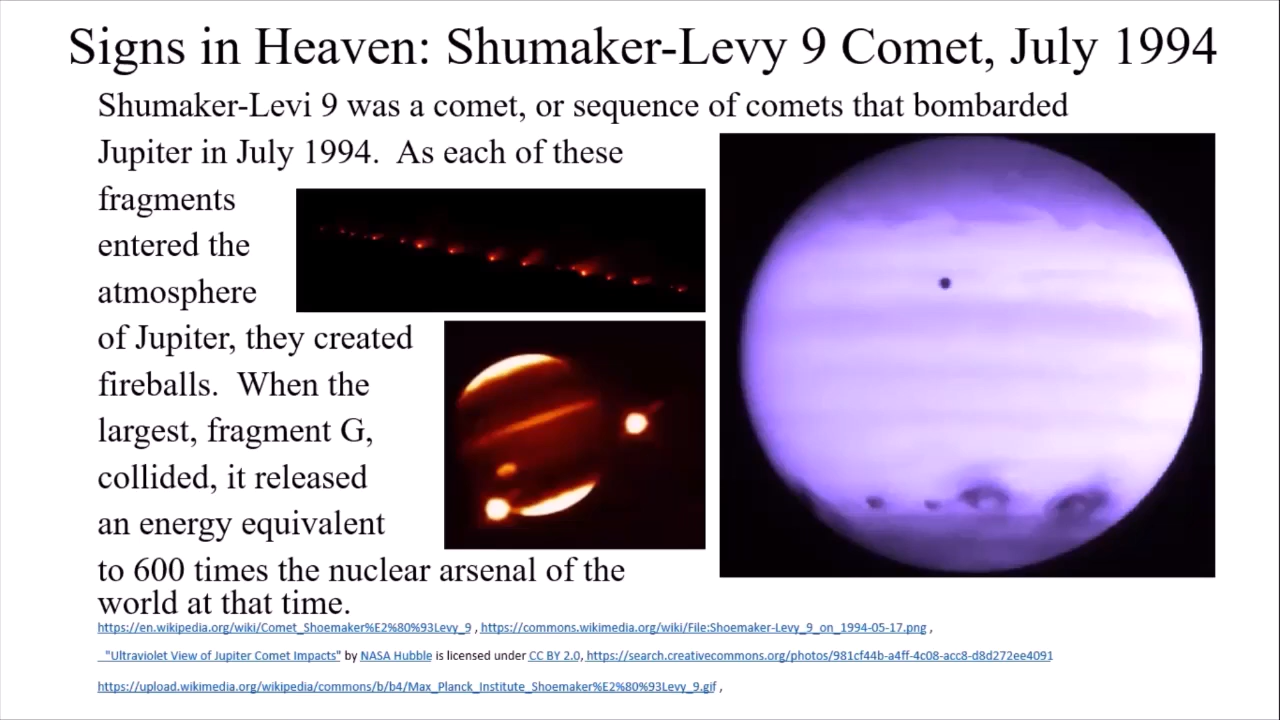 Signs in Heaven: Shumaker-Levy 9 Comet, July 1994
Shumaker-Levi 9 was a comet, or sequence of comets that bombarded
Jupiter in July 1994.  As each of these
fragments
entered the
atmosphere
of Jupiter, they created
fireballs.  When the
largest, fragment G,
collided, it released
an energy equivalent
to 600 times the nuclear arsenal of the
world at that time.
https://en.wikipedia.org/wiki/Comet_Shoemaker%E2%80%93Levy_9 , https://commons.wikimedia.org/wiki/File:Shoemaker-Levy_9_on_1994-05-17.png ,
"Ultraviolet View of Jupiter Comet Impacts" by NASA Hubble is licensed under CC BY 2.0, https://search.creativecommons.org/photos/981cf44b-a4ff-4c08-acc8-d8d272ee4091
https://upload.wikimedia.org/wikipedia/commons/b/b4/Max_Planck_Institute_Shoemaker%E2%80%93Levy_9.gif ,